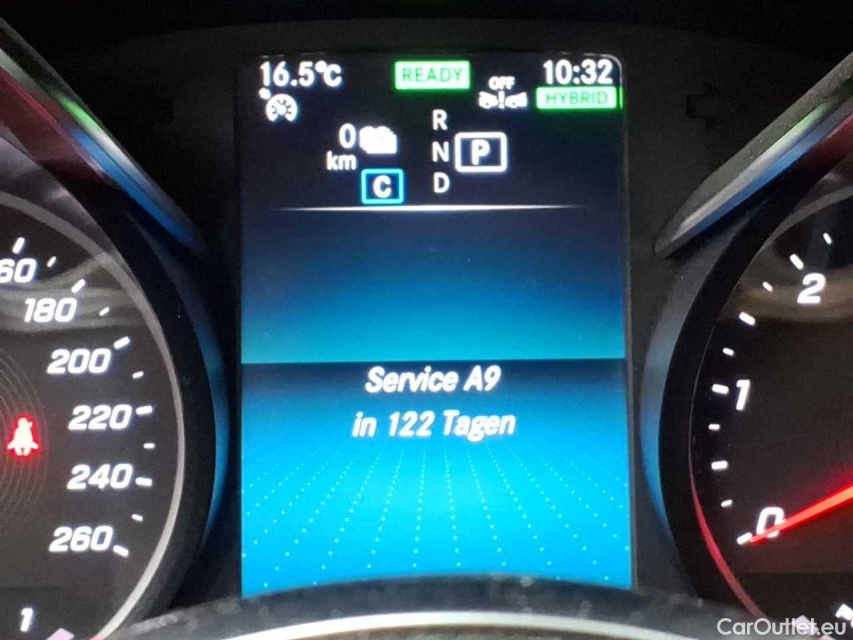 16.5°C
READY
OFF
10:32
HYBRID
0
km
R
N
P
D
C
Service A9
in 122 Tagen
60
180
200
220
240
260
1
2
1
0
CarOutlet.eu